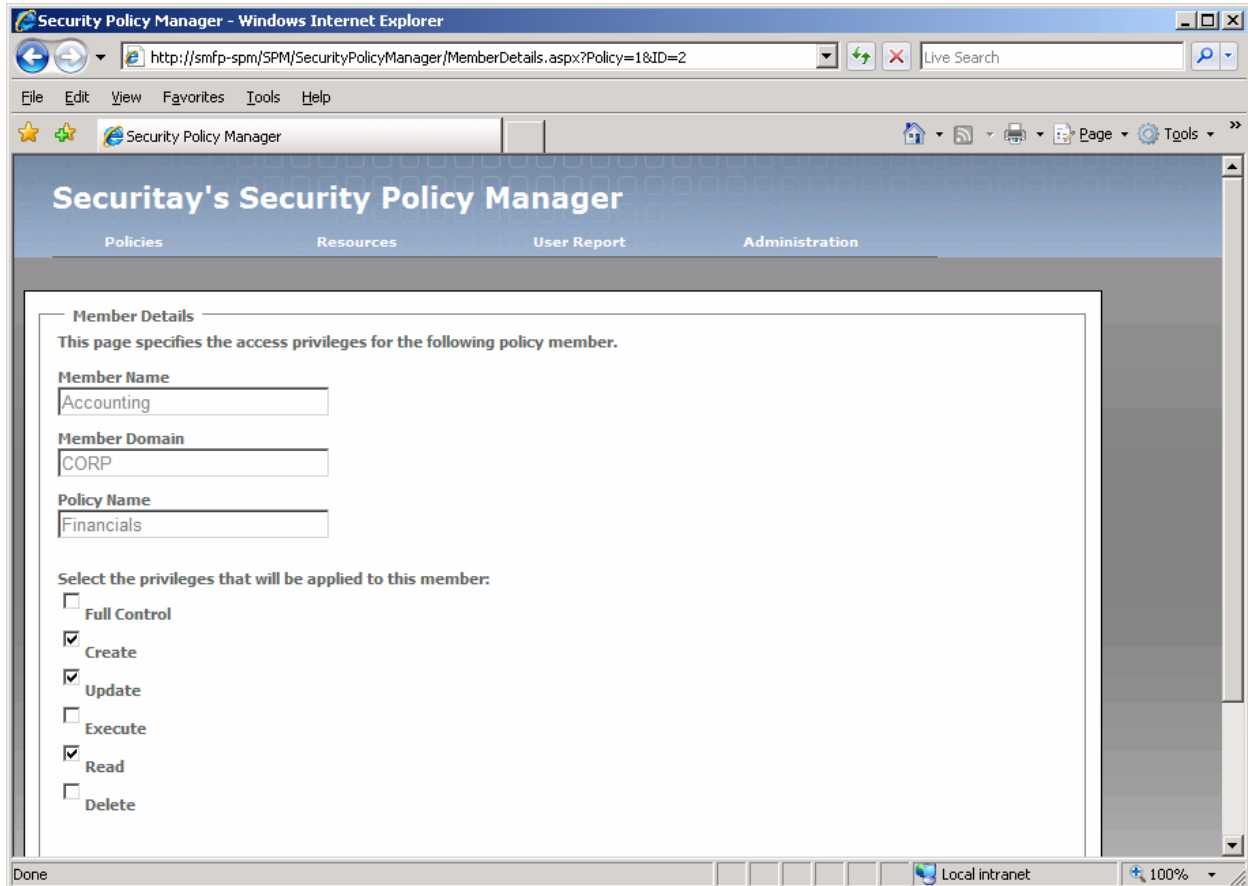 Security Policy Manager - Windows Internet Explorer
http://smfp-spm/SPM/SecurityPolicyManager/MemberDetails.aspx?Policy=1&ID=2
Live Search
File Edit View Favorites Tools Help
Security Policy Manager
Page Tools »
Securitay's Security Policy Manager
Policies Resources User Report Administration
Member Details
This page specifies the access privileges for the following policy member.
Member Name
Accounting
Member Domain
CORP
Policy Name
Financials
Select the privileges that will be applied to this member:
Full Control
Create
Update
Execute
Read
Delete
Done Local intranet 100%